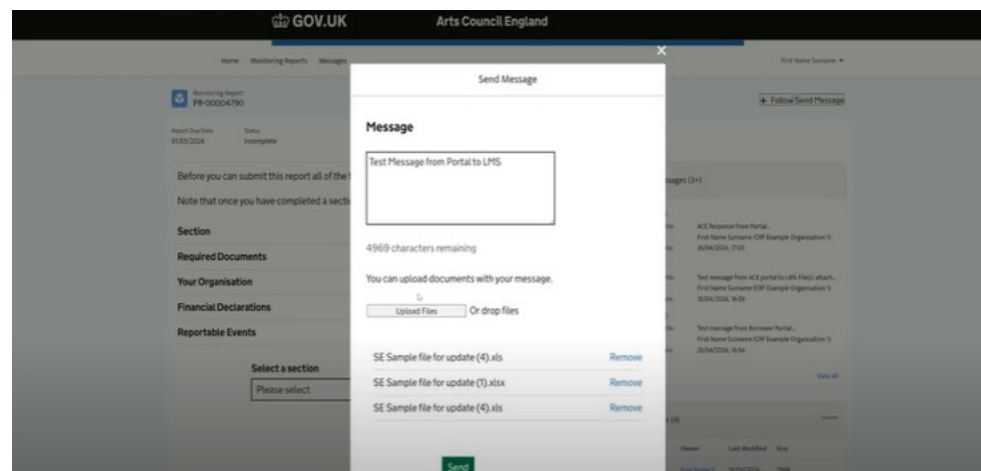 GOV.UK
Arts Council England
Home Monitoring Reports Messages
First Name Surname
Monitoring Report
PR-00004790
+ Follow Send Message
Report Due Date
Status
01/05/2024
Incomplete
Before you can submit this report all of the
Note that once you have completed a secti
Section
Required Documents
Your Organisation
Financial Declarations
Reportable Events
Select a section
Please select
Send Message
Message
Test Message from Portal to LMS
4969 characters remaining
You can upload documents with your message.
Upload Files Or drop files
SE Sample file for update (4).xls Remove
SE Sample file for update (1).xlsx Remove
SE Sample file for update (4).xls Remove
Send
ssages (3+)
ACE Response from Portal...
First Name Surname (CRF Example Organisation 1)
26/04/2024, 17:03
Test message from ACE portal to LMS File(s) attach...
First Name Surname (CRF Example Organisation 1)
26/04/2024, 16:59
Test message from Borrower Portal...
First Name Surname (CRF Example Organisation 1)
26/04/2024, 16:54
View All
s (4)
Owner Last Modified Size